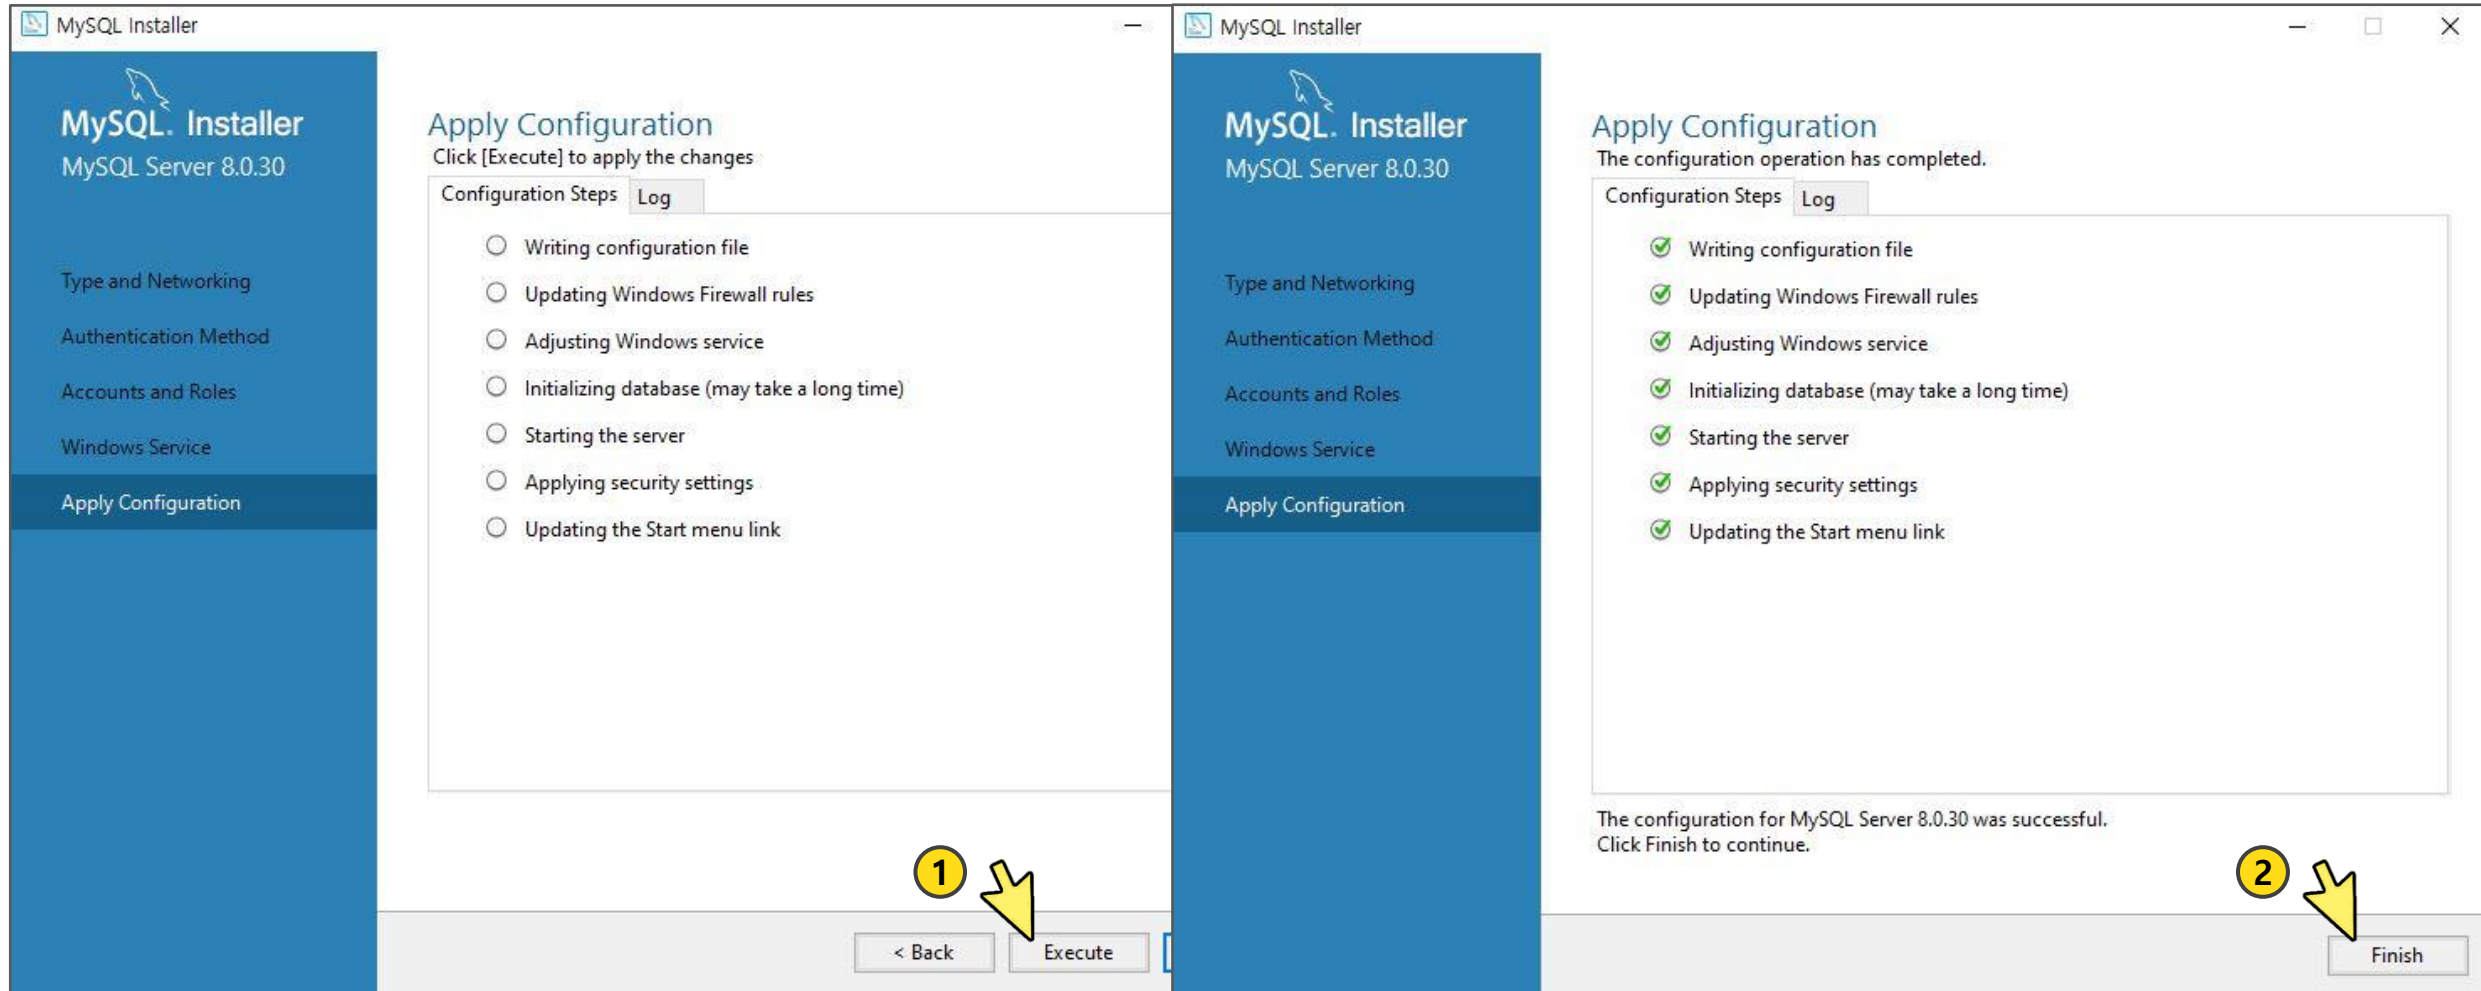 MySQL Installer
MySQL. Installer
MySQL Server 8.0.30
Type and Networking
Authentication Method
Accounts and Roles
Windows Service
Apply Configuration
Apply Configuration
Click [Execute] to apply the changes
Configuration Steps
Log
Writing configuration file
Updating Windows Firewall rules
Adjusting Windows service
Initializing database (may take a long time)
Starting the server
Applying security settings
Updating the Start menu link
1
< Back
Execute
MySQL Installer
MySQL. Installer
MySQL Server 8.0.30
Type and Networking
Authentication Method
Accounts and Roles
Windows Service
Apply Configuration
Apply Configuration
The configuration operation has completed.
Configuration Steps
Log
Writing configuration file
Updating Windows Firewall rules
Adjusting Windows service
Initializing database (may take a long time)
Starting the server
Applying security settings
Updating the Start menu link
The configuration for MySQL Server 8.0.30 was successful.
Click Finish to continue.
2
Finish